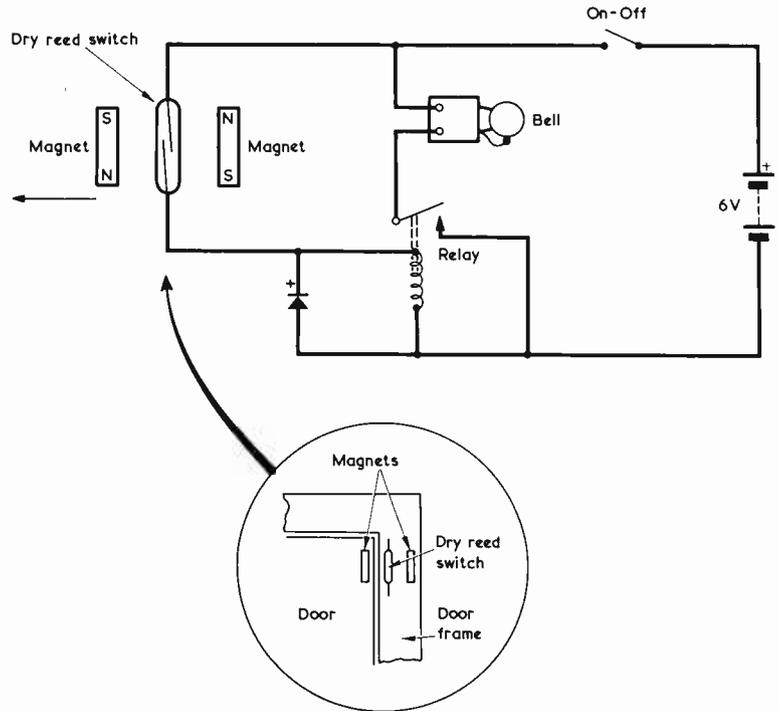 On-Off
Dry reed switch
S
N
Magnet
Magnet
Bell
N
S
+
6V
Relay
+
Magnets
Dry reed
switch
Door
Door
frame